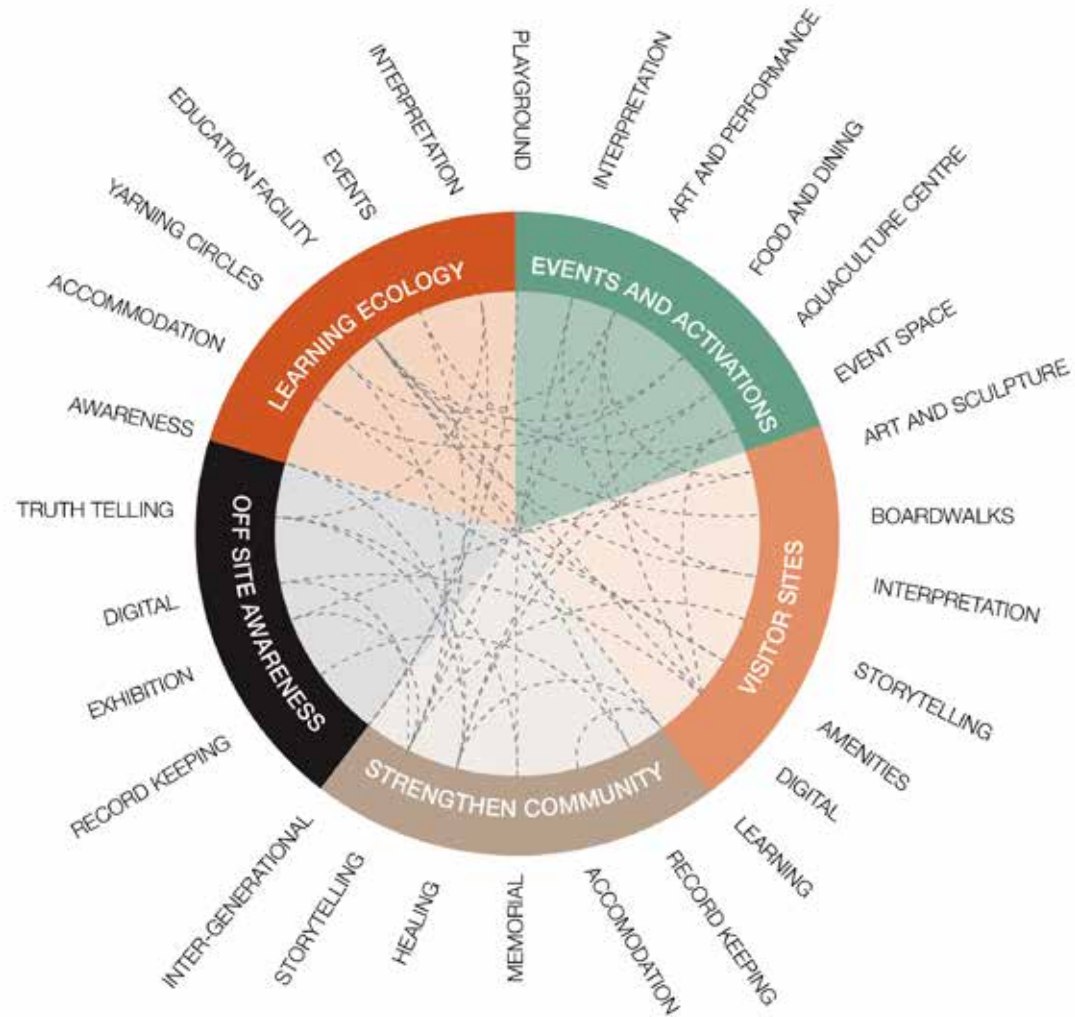 PLAYGROUND
INTERPRETATION
ART AND PERFORMANCE
FOOD AND DINING
AQUACULTURE CENTRE
EVENT SPACE
ART AND SCULPTURE
BOARDWALKS
INTERPRETATION
STORYTELLING
AMENITIES
DIGITAL
LEARNING
RECORD KEEPING
ACCOMODATION
MEMORIAL
HEALING
STORYTELLING
INTER-GENERATIONAL
RECORD KEEPING
EXHIBITION
DIGITAL
TRUTH TELLING
AWARENESS
ACCOMMODATION
YARNING CIRCLES
EDUCATION FACILITY
EVENTS
INTERPRETATION
EVENTS AND ACTIVATIONS
VISITOR SITES
STRENGTHEN COMMUNITY
OFF SITE AWARENESS
LEARNING ECOLOGY